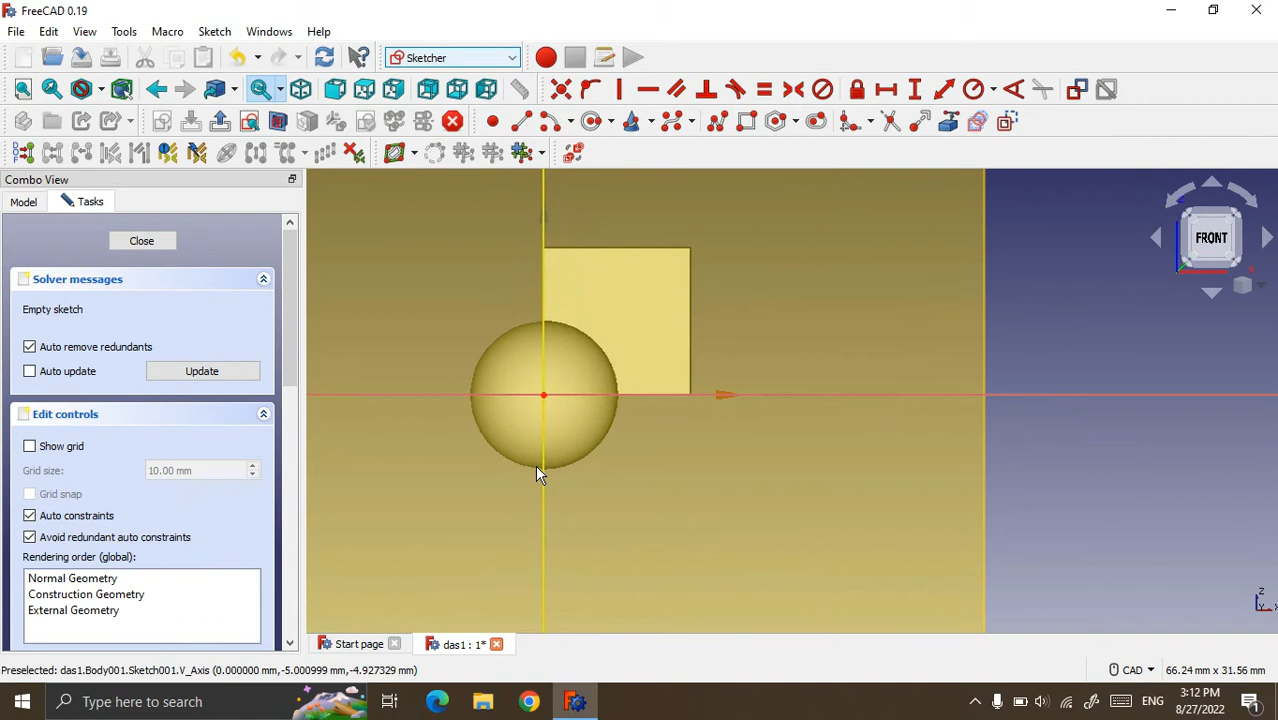 FreeCAD 0.19
File Edit View Tools Macro Sketch Windows Help
Sketcher
Combo View
Model Tasks
Close
Solver messages
Empty sketch
Auto remove redundants
Auto update Update
Edit controls
Show grid
Grid size: 10.00 mm
Grid snap
Auto constraints
Avoid redundant auto constraints
Rendering order (global):
Normal Geometry
Construction Geometry
External Geometry
FRONT
Start page das1 : 1*
Preselected: das1.Body001.Sketch001.V_Axis (0.000000 mm,-5.000999 mm,-4.927329 mm) CAD 66.24 mm x 31.56 mm
Type here to search ENG 3:12 PM
8/27/2022